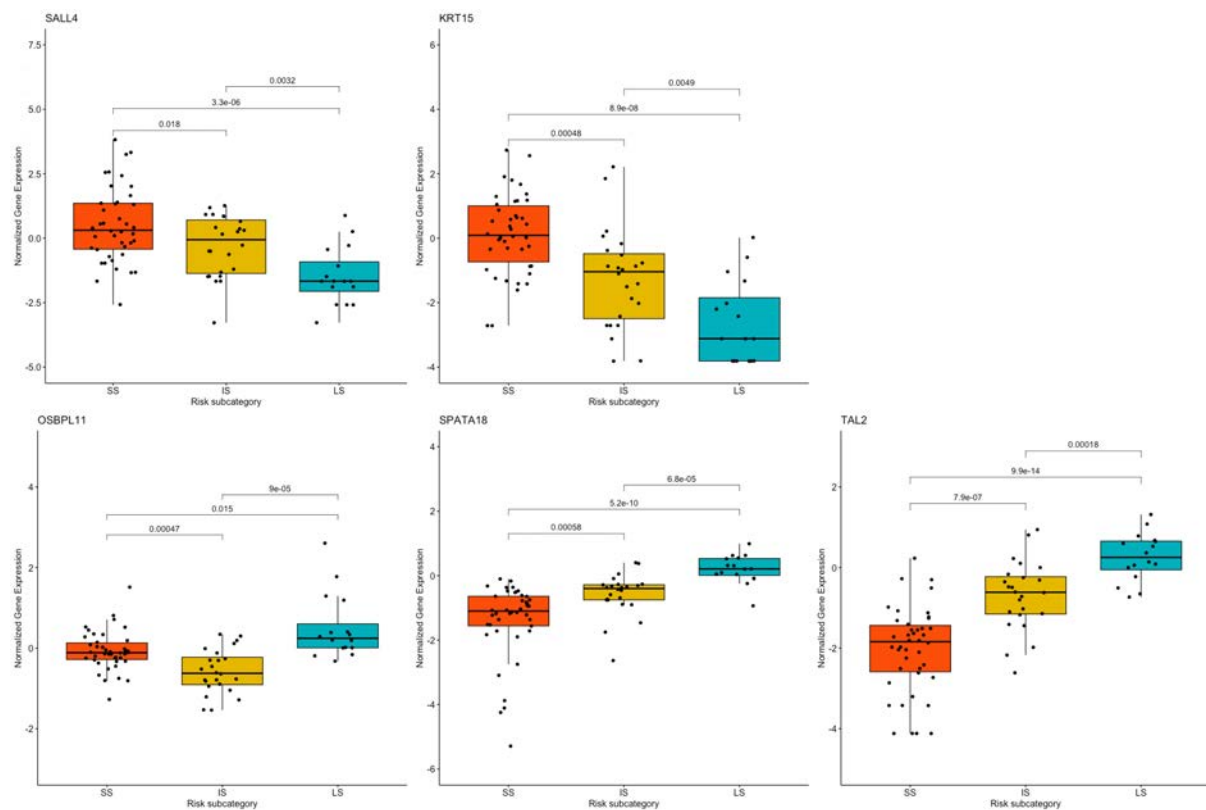 SALL4
7.5
5.0
2.5
0.0
-2.5
-5.0
Normalized Gene Expression
0.0032
3.3e-06
0.018
SS IS LS
Risk subcategory
KRT15
6
4
2
0
-2
-4
Normalized Gene Expression
0.0049
8.9e-08
0.00048
SS IS LS
Risk subcategory
OSBPL11
4
2
0
-2
Normalized Gene Expression
9e-05
0.015
0.00047
SS IS LS
Risk subcategory
SPATA18
4
2
0
-2
-4
-6
Normalized Gene Expression
6.8e-05
5.2e-10
0.00058
SS IS LS
Risk subcategory
TAL2
2
0
-2
-4
Normalized Gene Expression
0.00018
9.9e-14
7.9e-07
SS IS LS
Risk subcategory